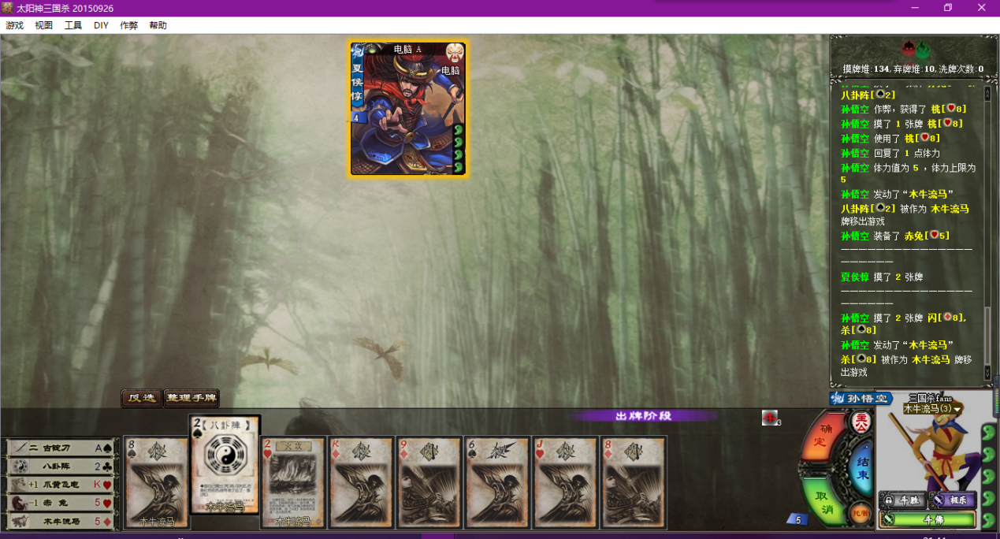 太阳神三国杀 20150926
游戏 视图 工具 DIY 作弊 帮助
电脑 A
夏侯惇
电脑
4
摸牌堆:134, 弃牌堆:10, 洗牌次数:0
八卦阵[♠2]
孙悟空 作弊, 获得了 桃[♥8]
孙悟空 摸了 1 张牌 桃[♥8]
孙悟空 使用了 桃[♥8]
孙悟空 回复了 1 点体力
孙悟空 体力值为 5 ，体力上限为
5
孙悟空 发动了“木牛流马”
八卦阵[♠2] 被作为 木牛流马
牌移出游戏
孙悟空 装备了 赤兔[♥5]
夏侯惇 摸了 2 张牌
孙悟空 摸了 2 张牌 闪[♦8],
杀[♠8]
孙悟空 发动了“木牛流马”
杀[♠8] 被作为 木牛流马 牌移
出游戏
反选 整理手牌
出牌阶段
3
二 古锭刀 A♠
八卦阵 2♣
+1 爪黄飞电 K♥
-1 赤兔 5♥
木牛流马 5♦
8♠ 杀 木牛流马
2♠ 【八卦陣】 木牛流马
2♥ 火攻 木牛流马
K♦ 杀
9♦ 闪
6♠ 杀
J♥ 杀
8♦ 闪
5
确定
取消
结束
主公
托管
孙悟空
三国杀fans
木牛流马(3)
斗胜 极乐
斗佛